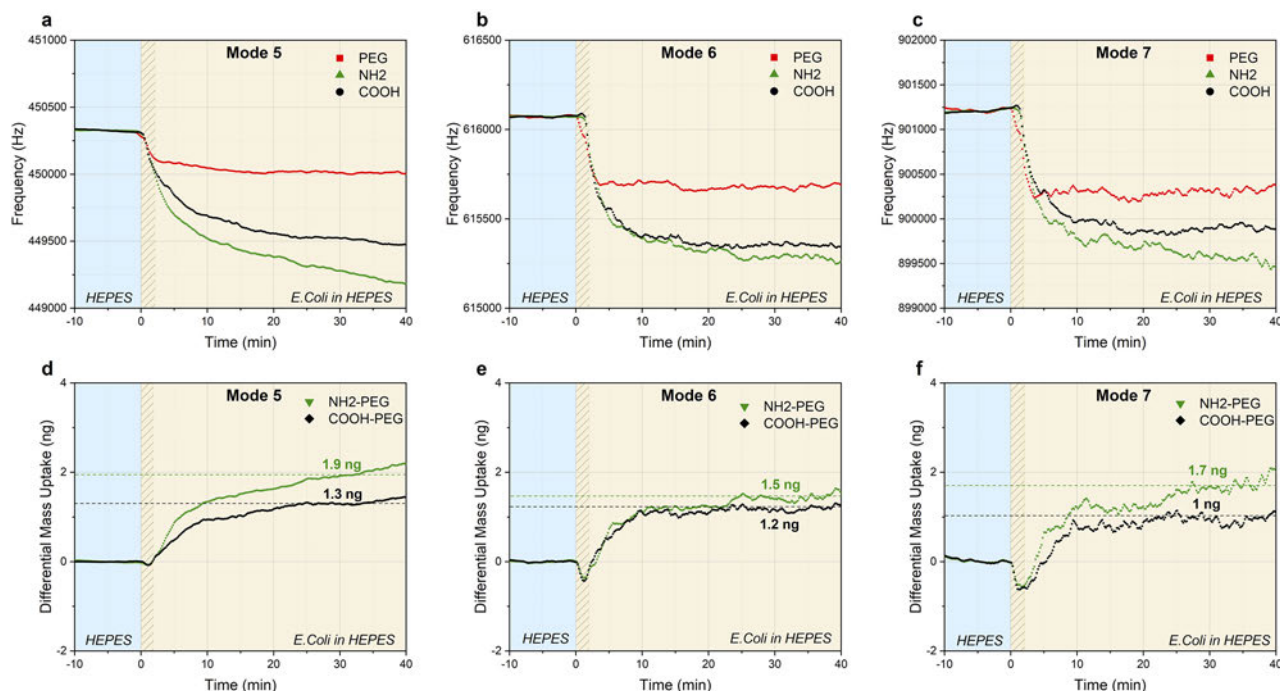 a
Mode 5
PEG
NH2
COOH
451000
450500
450000
449500
449000
Frequency (Hz)
HEPES
E.Coli in HEPES
-10 0 10 20 30 40
Time (min)
b
Mode 6
PEG
NH2
COOH
616500
616000
615500
615000
Frequency (Hz)
HEPES
E.Coli in HEPES
-10 0 10 20 30 40
Time (min)
c
Mode 7
PEG
NH2
COOH
902000
901500
901000
900500
900000
899500
899000
Frequency (Hz)
HEPES
E.Coli in HEPES
-10 0 10 20 30 40
Time (min)
d
Mode 5
NH2-PEG
COOH-PEG
4
2
0
-2
Differential Mass Uptake (ng)
1.9 ng
1.3 ng
HEPES
E.Coli in HEPES
-10 0 10 20 30 40
Time (min)
e
Mode 6
NH2-PEG
COOH-PEG
4
2
0
-2
Differential Mass Uptake (ng)
1.5 ng
1.2 ng
HEPES
E.Coli in HEPES
-10 0 10 20 30 40
Time (min)
f
Mode 7
NH2-PEG
COOH-PEG
4
2
0
-2
Differential Mass Uptake (ng)
1.7 ng
1 ng
HEPES
E.Coli in HEPES
-10 0 10 20 30 40
Time (min)